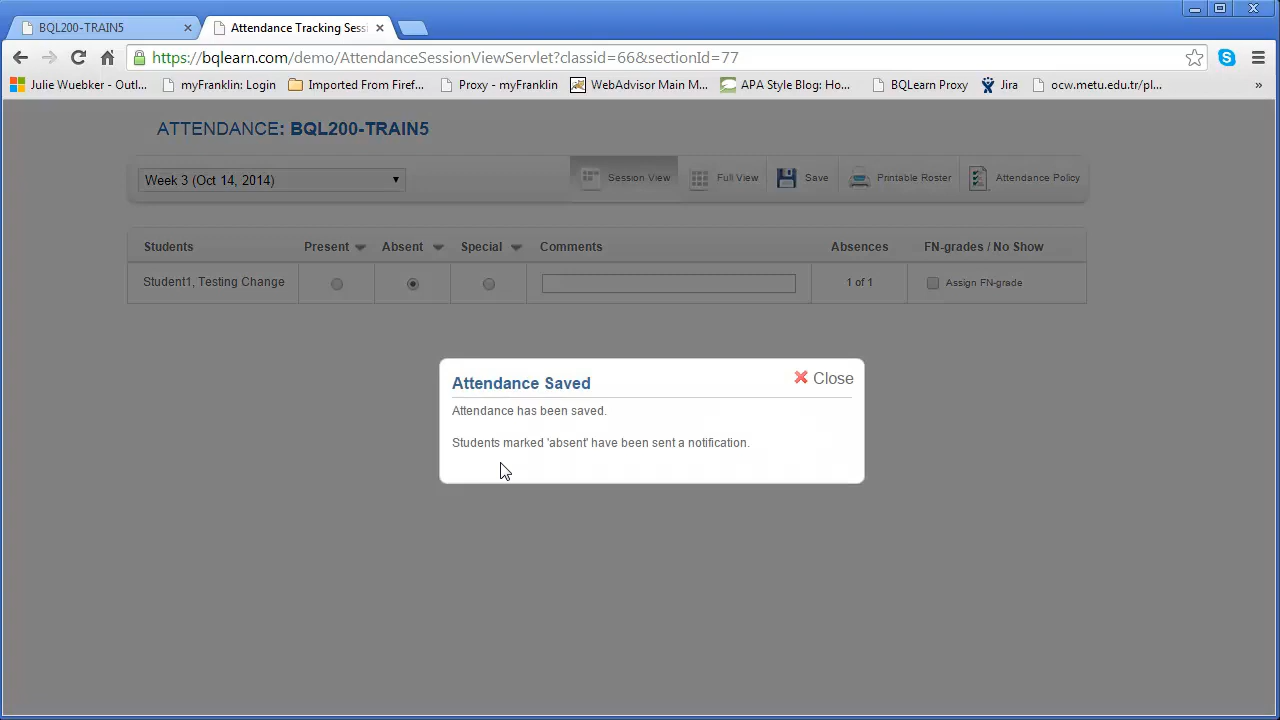 BQL200-TRAIN5
Attendance Tracking Sessi
https://bqlearn.com/demo/AttendanceSessionViewServlet?classid=66&sectionId=77
Julie Wuebker - Outl... myFranklin: Login Imported From Firef... Proxy - myFranklin WebAdvisor Main M... APA Style Blog: Ho... BQLearn Proxy Jira ocw.metu.edu.tr/pl... »
ATTENDANCE: BQL200-TRAIN5
Week 3 (Oct 14, 2014) Session View Full View Save Printable Roster Attendance Policy
Students Present Absent Special Comments Absences FN-grades / No Show
Student1, Testing Change 1 of 1 Assign FN-grade
Attendance Saved
Close
Attendance has been saved.
Students marked 'absent' have been sent a notification.